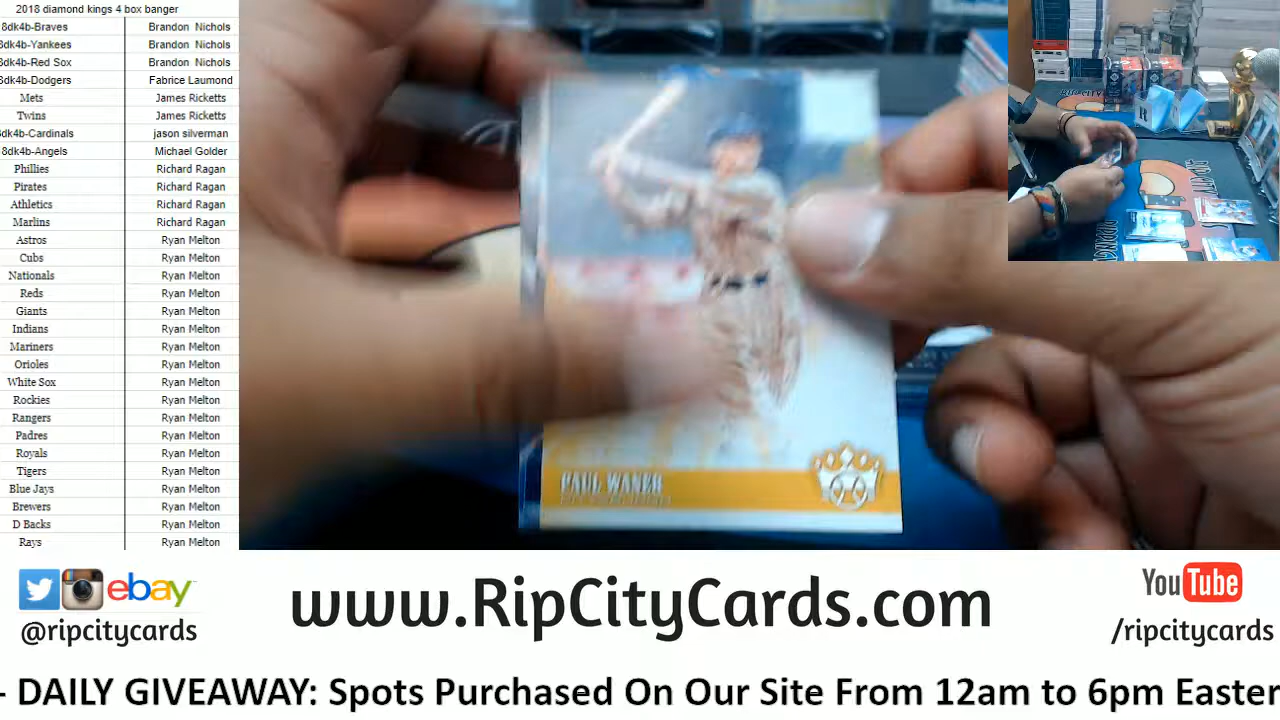 2018 diamond kings 4 box banger
8dk4b-Braves Brandon Nichols
8dk4b-Yankees Brandon Nichols
8dk4b-Red Sox Brandon Nichols
8dk4b-Dodgers Fabrice Laumond
Mets James Ricketts
Twins James Ricketts
8dk4b-Cardinals jason silverman
8dk4b-Angels Michael Golder
Phillies Richard Ragan
Pirates Richard Ragan
Athletics Richard Ragan
Marlins Richard Ragan
Astros Ryan Melton
Cubs Ryan Melton
Nationals Ryan Melton
Reds Ryan Melton
Giants Ryan Melton
Indians Ryan Melton
Mariners Ryan Melton
Orioles Ryan Melton
White Sox Ryan Melton
Rockies Ryan Melton
Rangers Ryan Melton
Padres Ryan Melton
Royals Ryan Melton
Tigers Ryan Melton
Blue Jays Ryan Melton
Brewers Ryan Melton
D Backs Ryan Melton
Rays Ryan Melton
PAUL WANER
RIP CITY
ebay
@ripcitycards
www.RipCityCards.com
YouTube
/ripcitycards
- DAILY GIVEAWAY: Spots Purchased On Our Site From 12am to 6pm Easter